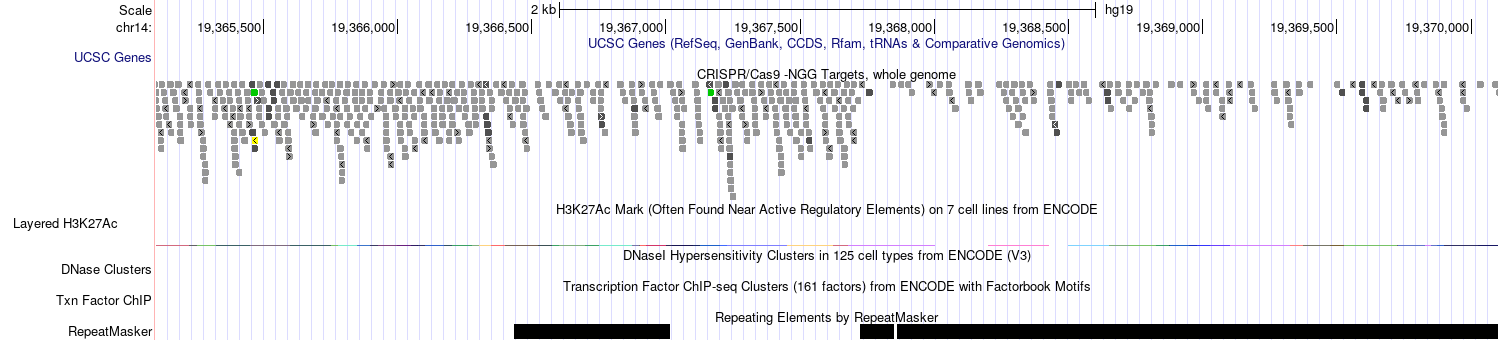 Scale 2 kb hg19
chr14: 19,365,500 19,366,000 19,366,500 19,367,000 19,367,500 19,368,000 19,368,500 19,369,000 19,369,500 19,370,000
UCSC Genes (RefSeq, GenBank, CCDS, Rfam, tRNAs & Comparative Genomics)
UCSC Genes
CRISPR/Cas9 -NGG Targets, whole genome
H3K27Ac Mark (Often Found Near Active Regulatory Elements) on 7 cell lines from ENCODE
Layered H3K27Ac
DNaseI Hypersensitivity Clusters in 125 cell types from ENCODE (V3)
DNase Clusters
Transcription Factor ChIP-seq Clusters (161 factors) from ENCODE with Factorbook Motifs
Txn Factor ChIP
Repeating Elements by RepeatMasker
RepeatMasker